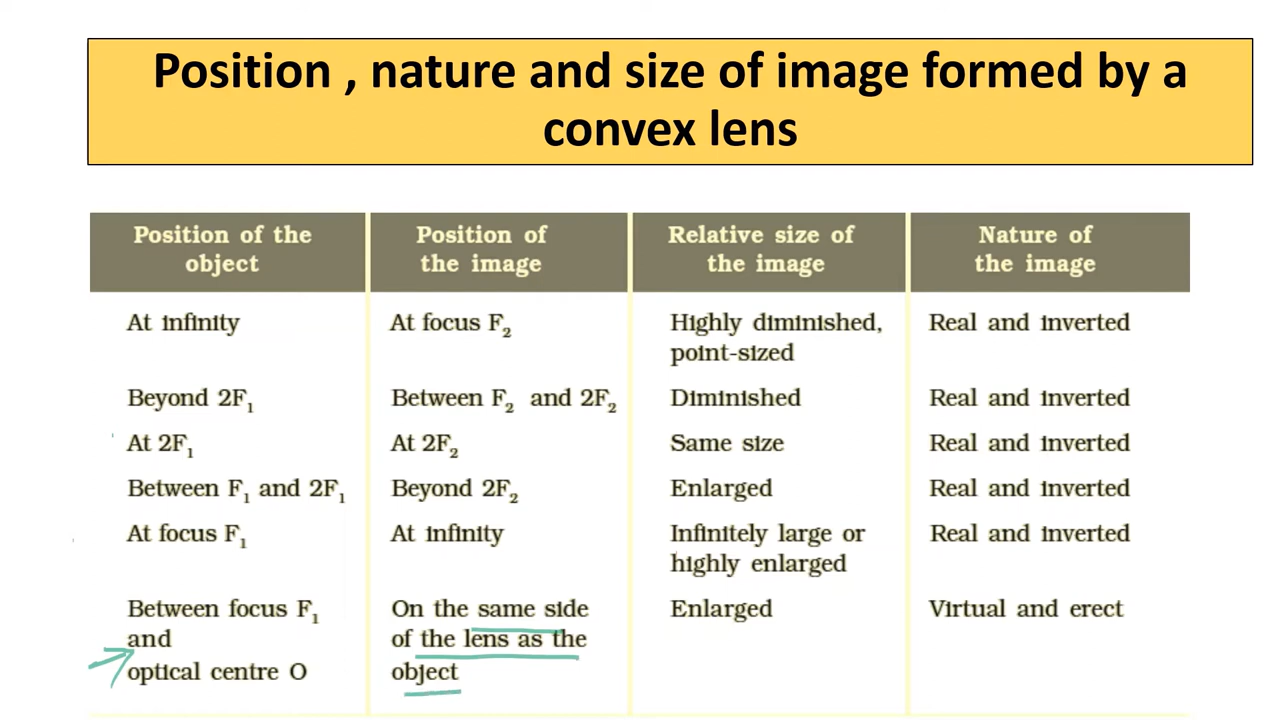 Position , nature and size of image formed by a
convex lens
Position of the
object
Position of
the image
Relative size of
the image
Nature of
the image
At infinity
At focus F₂
Highly diminished,
point-sized
Real and inverted
Beyond 2F₁
Between F₂ and 2F₂
Diminished
Real and inverted
At 2F₁
At 2F₂
Same size
Real and inverted
Between F₁ and 2F₁
Beyond 2F₂
Enlarged
Real and inverted
At focus F₁
At infinity
Infinitely large or
highly enlarged
Real and inverted
Between focus F₁
and
optical centre O
On the same side
of the lens as the
object
Enlarged
Virtual and erect